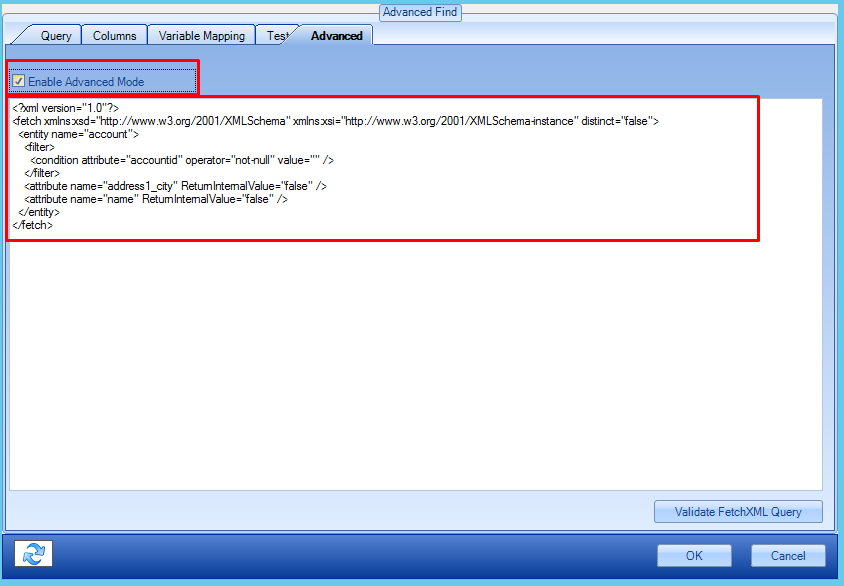 Advanced Find
Query Columns Variable Mapping Test Advanced
Enable Advanced Mode
<?xml version="1.0"?>
<fetch xmlns:xsd="http://www.w3.org/2001/XMLSchema" xmlns:xsi="http://www.w3.org/2001/XMLSchema-instance" distinct="false">
<entity name="account">
<filter>
<condition attribute="accountid" operator="not-null" value="" />
</filter>
<attribute name="address1_city" ReturnInternalValue="false" />
<attribute name="name" ReturnInternalValue="false" />
</entity>
</fetch>
Validate FetchXML Query
OK Cancel